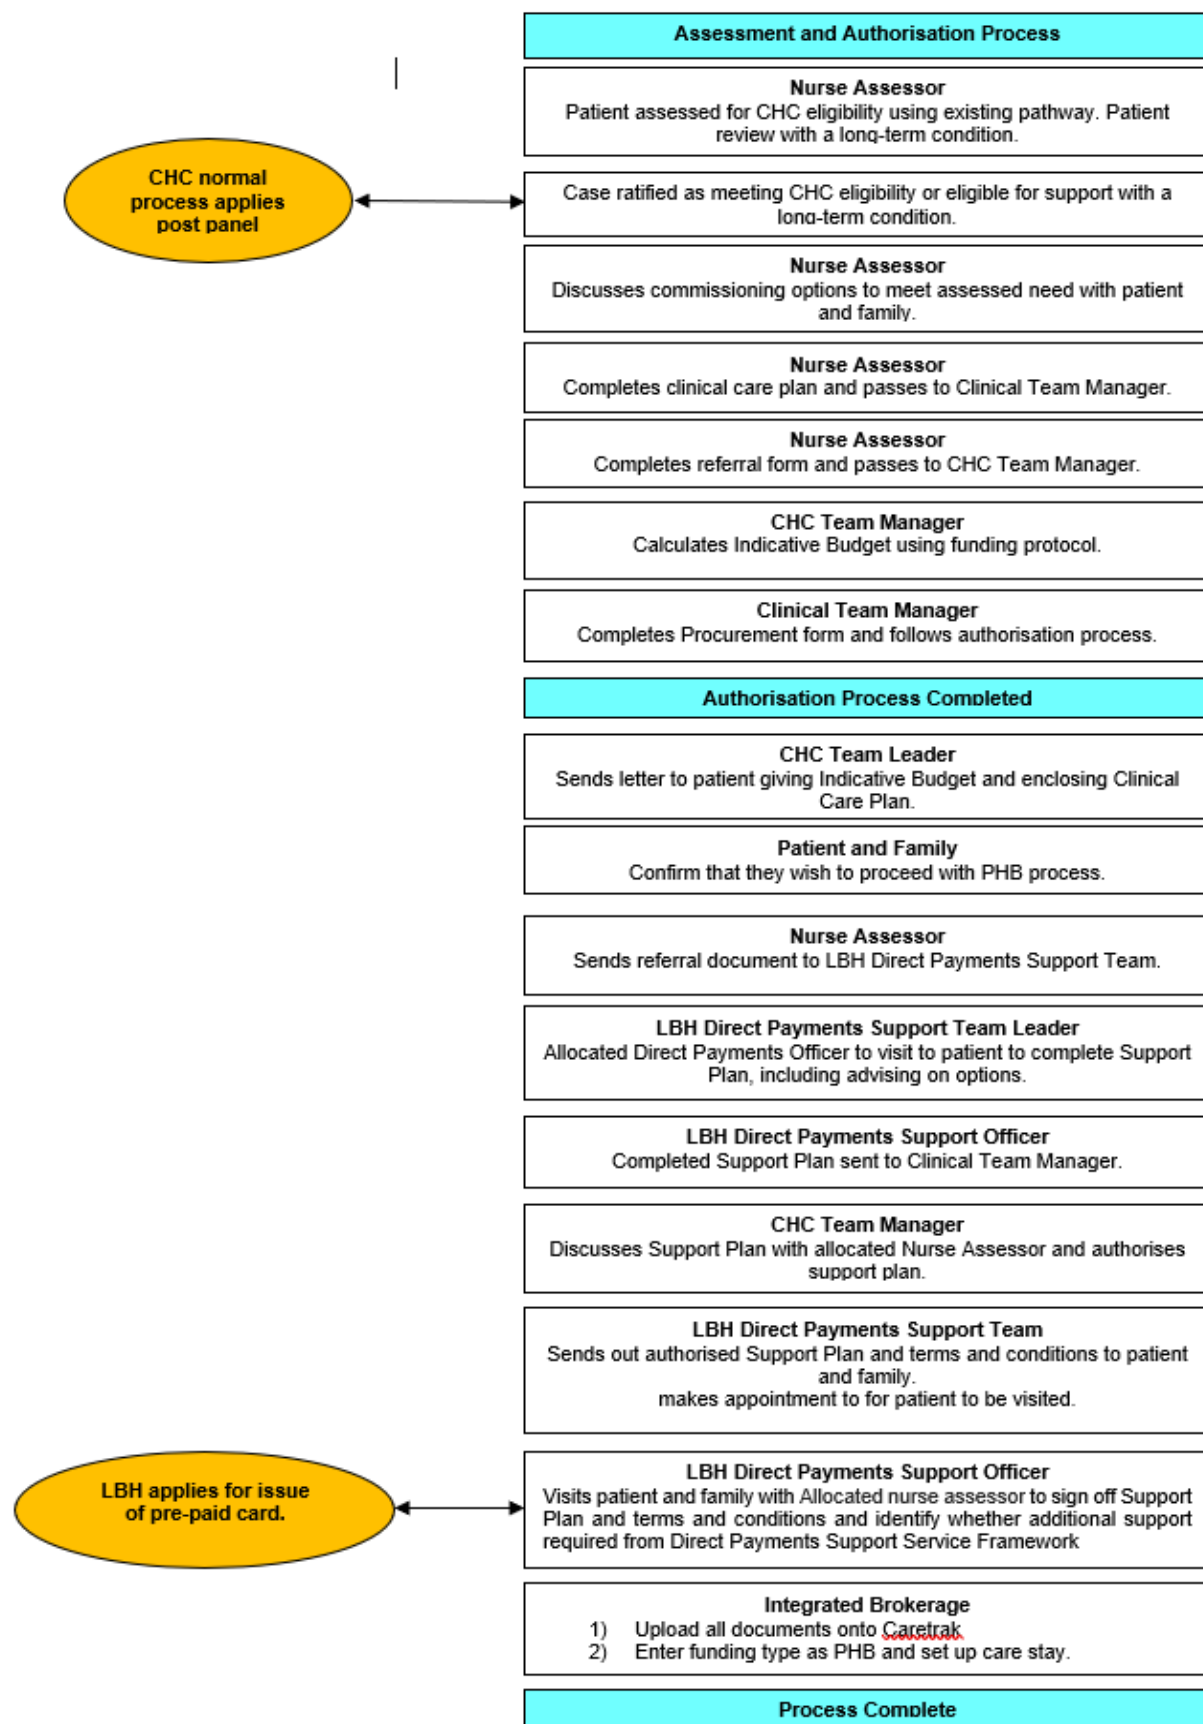 Assessment and Authorisation Process
Nurse Assessor
Patient assessed for CHC eligibility using existing pathway. Patient
review with a long-term condition.
CHC normal
process applies
post panel
Case ratified as meeting CHC eligibility or eligible for support with a
long-term condition.
Nurse Assessor
Discusses commissioning options to meet assessed need with patient
and family.
Nurse Assessor
Completes clinical care plan and passes to Clinical Team Manager.
Nurse Assessor
Completes referral form and passes to CHC Team Manager.
CHC Team Manager
Calculates Indicative Budget using funding protocol.
Clinical Team Manager
Completes Procurement form and follows authorisation process.
Authorisation Process Completed
CHC Team Leader
Sends letter to patient giving Indicative Budget and enclosing Clinical
Care Plan.
Patient and Family
Confirm that they wish to proceed with PHB process.
Nurse Assessor
Sends referral document to LBH Direct Payments Support Team.
LBH Direct Payments Support Team Leader
Allocated Direct Payments Officer to visit to patient to complete Support
Plan, including advising on options.
LBH Direct Payments Support Officer
Completed Support Plan sent to Clinical Team Manager.
CHC Team Manager
Discusses Support Plan with allocated Nurse Assessor and authorises
support plan.
LBH Direct Payments Support Team
Sends out authorised Support Plan and terms and conditions to patient
and family.
makes appointment to for patient to be visited.
LBH applies for issue
of pre-paid card.
LBH Direct Payments Support Officer
Visits patient and family with Allocated nurse assessor to sign off Support
Plan and terms and conditions and identify whether additional support
required from Direct Payments Support Service Framework
Integrated Brokerage
1) Upload all documents onto Caretrak
2) Enter funding type as PHB and set up care stay.
Process Complete